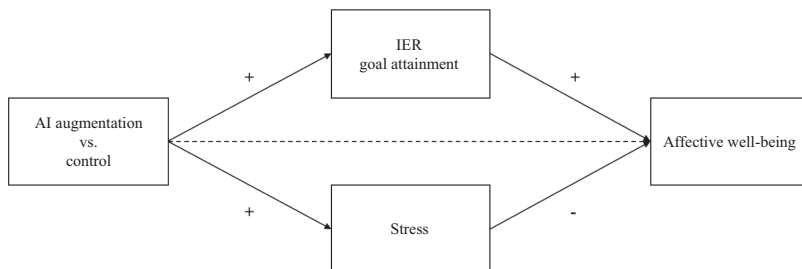 IER
goal attainment
+
+
AI augmentation
vs.
control
Affective well-being
+
-
Stress